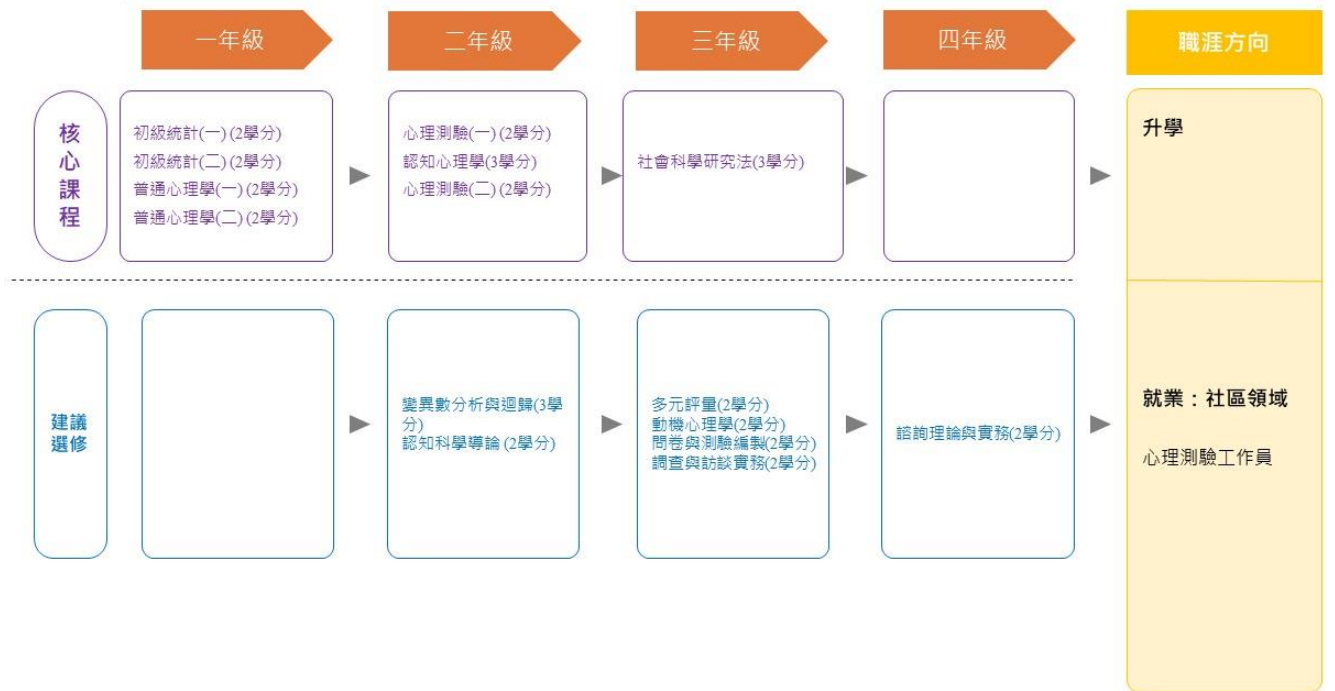 一年級
二年級
三年級
四年級
職涯方向
核心課程
初級統計(一) (2學分)
初級統計(二) (2學分)
普通心理學(一) (2學分)
普通心理學(二) (2學分)
心理測驗(一) (2學分)
認知心理學(3學分)
心理測驗(二) (2學分)
社會科學研究法(3學分)
升學
建議
選修
變異數分析與迴歸(3學
分)
認知科學導論 (2學分)
多元評量(2學分)
動機心理學(2學分)
問卷與測驗編製(2學分)
調查與訪談實務(2學分)
諮詢理論與實務(2學分)
就業：社區領域
心理測驗工作員